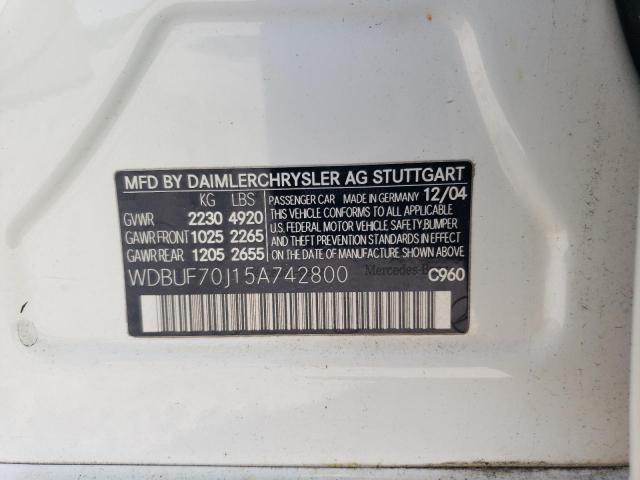 MFD BY DAIMLERCHRYSLER AG STUTTGART
KG LBS
GVWR 2230 4920
GAWR FRONT 1025 2265
GAWR REAR 1205 2655
PASSENGER CAR MADE IN GERMANY 12/04
THIS VEHICLE CONFORMS TO ALL APPLICABLE
U.S. FEDERAL MOTOR VEHICLE SAFETY, BUMPER
AND THEFT PREVENTION STANDARDS
IN EFFECT ON THE DATE OF
MANUFACTURE SHOWN ABOVE
WDBUF70J15A742800
Mercedes-B
C960